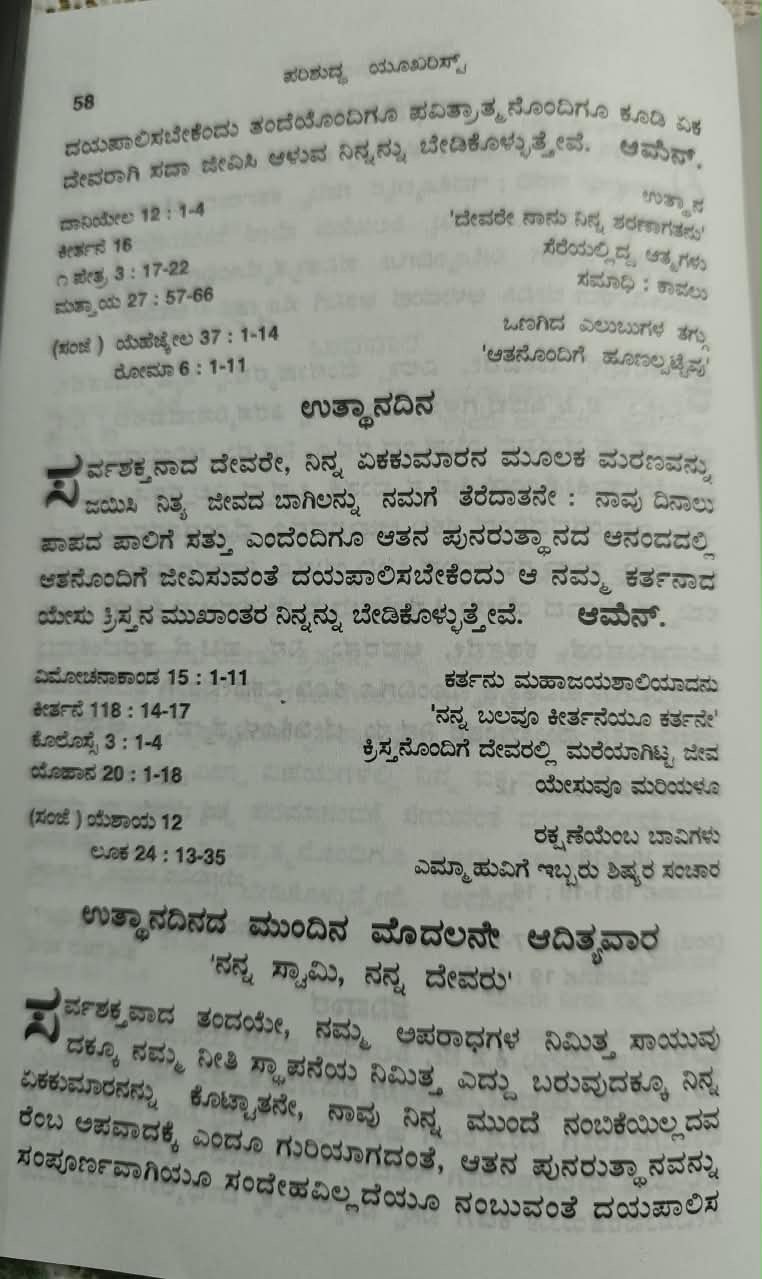 58
ಪರಿಶುದ್ಧ ಯೂಖರಿಸ್ಟ್
ದಯಪಾಲಿಸಬೇಕೆಂದು ತಂದೆಯೊಂದಿಗೂ ಪವಿತ್ರಾತ್ಮನೊಂದಿಗೂ ಕೂಡಿ ಏಕ
ದೇವರಾಗಿ ಸದಾ ಜೀವಿಸಿ ಆಳುವ ನಿನ್ನನ್ನು ಬೇಡಿಕೊಳ್ಳುತ್ತೇವೆ. ಆಮೆನ್.
ದಾನಿಯೇಲ 12 : 1-4 ಉತ್ಥಾನ
ಕೀರ್ತನೆ 16 'ದೇವರೇ ನಾನು ನಿನ್ನ ಶರಣಾಗತನು'
೧ ಪೇತ್ರ 3 : 17-22 ಸೆರೆಯಲ್ಲಿದ್ದ ಆತ್ಮಗಳು
ಮತ್ತಾಯ 27 : 57-66 ಸಮಾಧಿ : ಕಾವಲು
(ಸಂಜೆ ) ಯೆಹೆಜ್ಕೇಲ 37 : 1-14 ಒಣಗಿದ ಎಲುಬುಗಳ ತಗ್ಗು
ರೋಮಾ 6 : 1-11 'ಆತನೊಂದಿಗೆ ಹೂಣಲ್ಪಟ್ಟೆವು'
ಉತ್ಥಾನದಿನ
ಸರ್ವಶಕ್ತನಾದ ದೇವರೇ, ನಿನ್ನ ಏಕಕುಮಾರನ ಮೂಲಕ ಮರಣವನ್ನು
ಜಯಿಸಿ ನಿತ್ಯ ಜೀವದ ಬಾಗಿಲನ್ನು ನಮಗೆ ತೆರೆದಾತನೇ : ನಾವು ದಿನಾಲು
ಪಾಪದ ಪಾಲಿಗೆ ಸತ್ತು ಎಂದೆಂದಿಗೂ ಆತನ ಪುನರುತ್ಥಾನದ ಆನಂದದಲ್ಲಿ
ಆತನೊಂದಿಗೆ ಜೀವಿಸುವಂತೆ ದಯಪಾಲಿಸಬೇಕೆಂದು ಆ ನಮ್ಮ ಕರ್ತನಾದ
ಯೇಸು ಕ್ರಿಸ್ತನ ಮುಖಾಂತರ ನಿನ್ನನ್ನು ಬೇಡಿಕೊಳ್ಳುತ್ತೇವೆ. ಆಮೆನ್.
ವಿಮೋಚನಾಕಾಂಡ 15 : 1-11 ಕರ್ತನು ಮಹಾಜಯಶಾಲಿಯಾದನು
ಕೀರ್ತನೆ 118 : 14-17 'ನನ್ನ ಬಲವೂ ಕೀರ್ತನೆಯೂ ಕರ್ತನೇ'
ಕೊಲೊಸ್ಸೆ 3 : 1-4 ಕ್ರಿಸ್ತನೊಂದಿಗೆ ದೇವರಲ್ಲಿ ಮರೆಯಾಗಿಟ್ಟ ಜೀವ
ಯೊಹಾನ 20 : 1-18 ಯೇಸುವೂ ಮರಿಯಳೂ
(ಸಂಜೆ ) ಯೆಶಾಯ 12 ರಕ್ಷಣೆಯೆಂಬ ಬಾವಿಗಳು
ಲೂಕ 24 : 13-35 ಎಮ್ಮಾಹುವಿಗೆ ಇಬ್ಬರು ಶಿಷ್ಯರ ಸಂಚಾರ
ಉತ್ಥಾನದಿನದ ಮುಂದಿನ ಮೊದಲನೇ ಆದಿತ್ಯವಾರ
'ನನ್ನ ಸ್ವಾಮಿ, ನನ್ನ ದೇವರು'
ಸರ್ವಶಕ್ತವಾದ ತಂದಯೇ, ನಮ್ಮ ಅಪರಾಧಗಳ ನಿಮಿತ್ತ ಸಾಯುವು
ದಕ್ಕೂ ನಮ್ಮ ನೀತಿ ಸ್ಥಾಪನೆಯ ನಿಮಿತ್ತ ಎದ್ದು ಬರುವುದಕ್ಕೂ ನಿನ್ನ
ಏಕಕುಮಾರನನ್ನು ಕೊಟ್ಟಾತನೇ, ನಾವು ನಿನ್ನ ಮುಂದೆ ನಂಬಿಕೆಯಿಲ್ಲದವ
ರೆಂಬ ಅಪವಾದಕ್ಕೆ ಎಂದೂ ಗುರಿಯಾಗದಂತೆ, ಆತನ ಪುನರುತ್ಥಾನವನ್ನು
ಸಂಪೂರ್ಣವಾಗಿಯೂ ಸಂದೇಹವಿಲ್ಲದೆಯೂ ನಂಬುವಂತೆ ದಯಪಾಲಿಸ